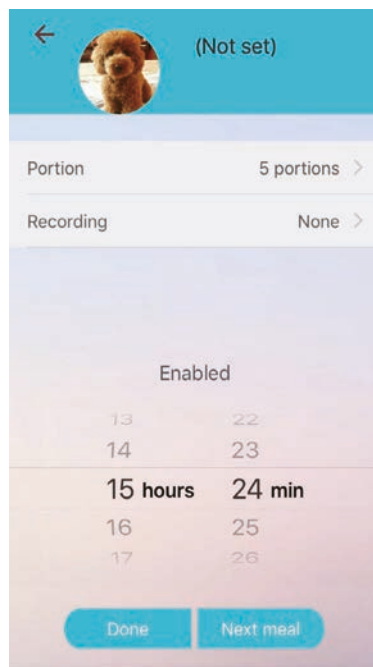 (Not set)
Portion 5 portions >
Recording None >
Enabled
13 22
14 23
15 hours 24 min
16 25
17 26
Done Next meal